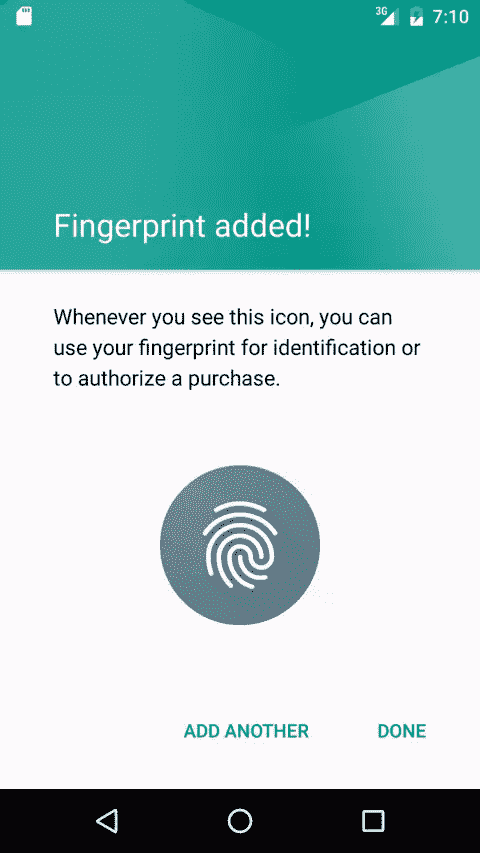 3G 7:10
Fingerprint added!
Whenever you see this icon, you can
use your fingerprint for identification or
to authorize a purchase.
ADD ANOTHER DONE